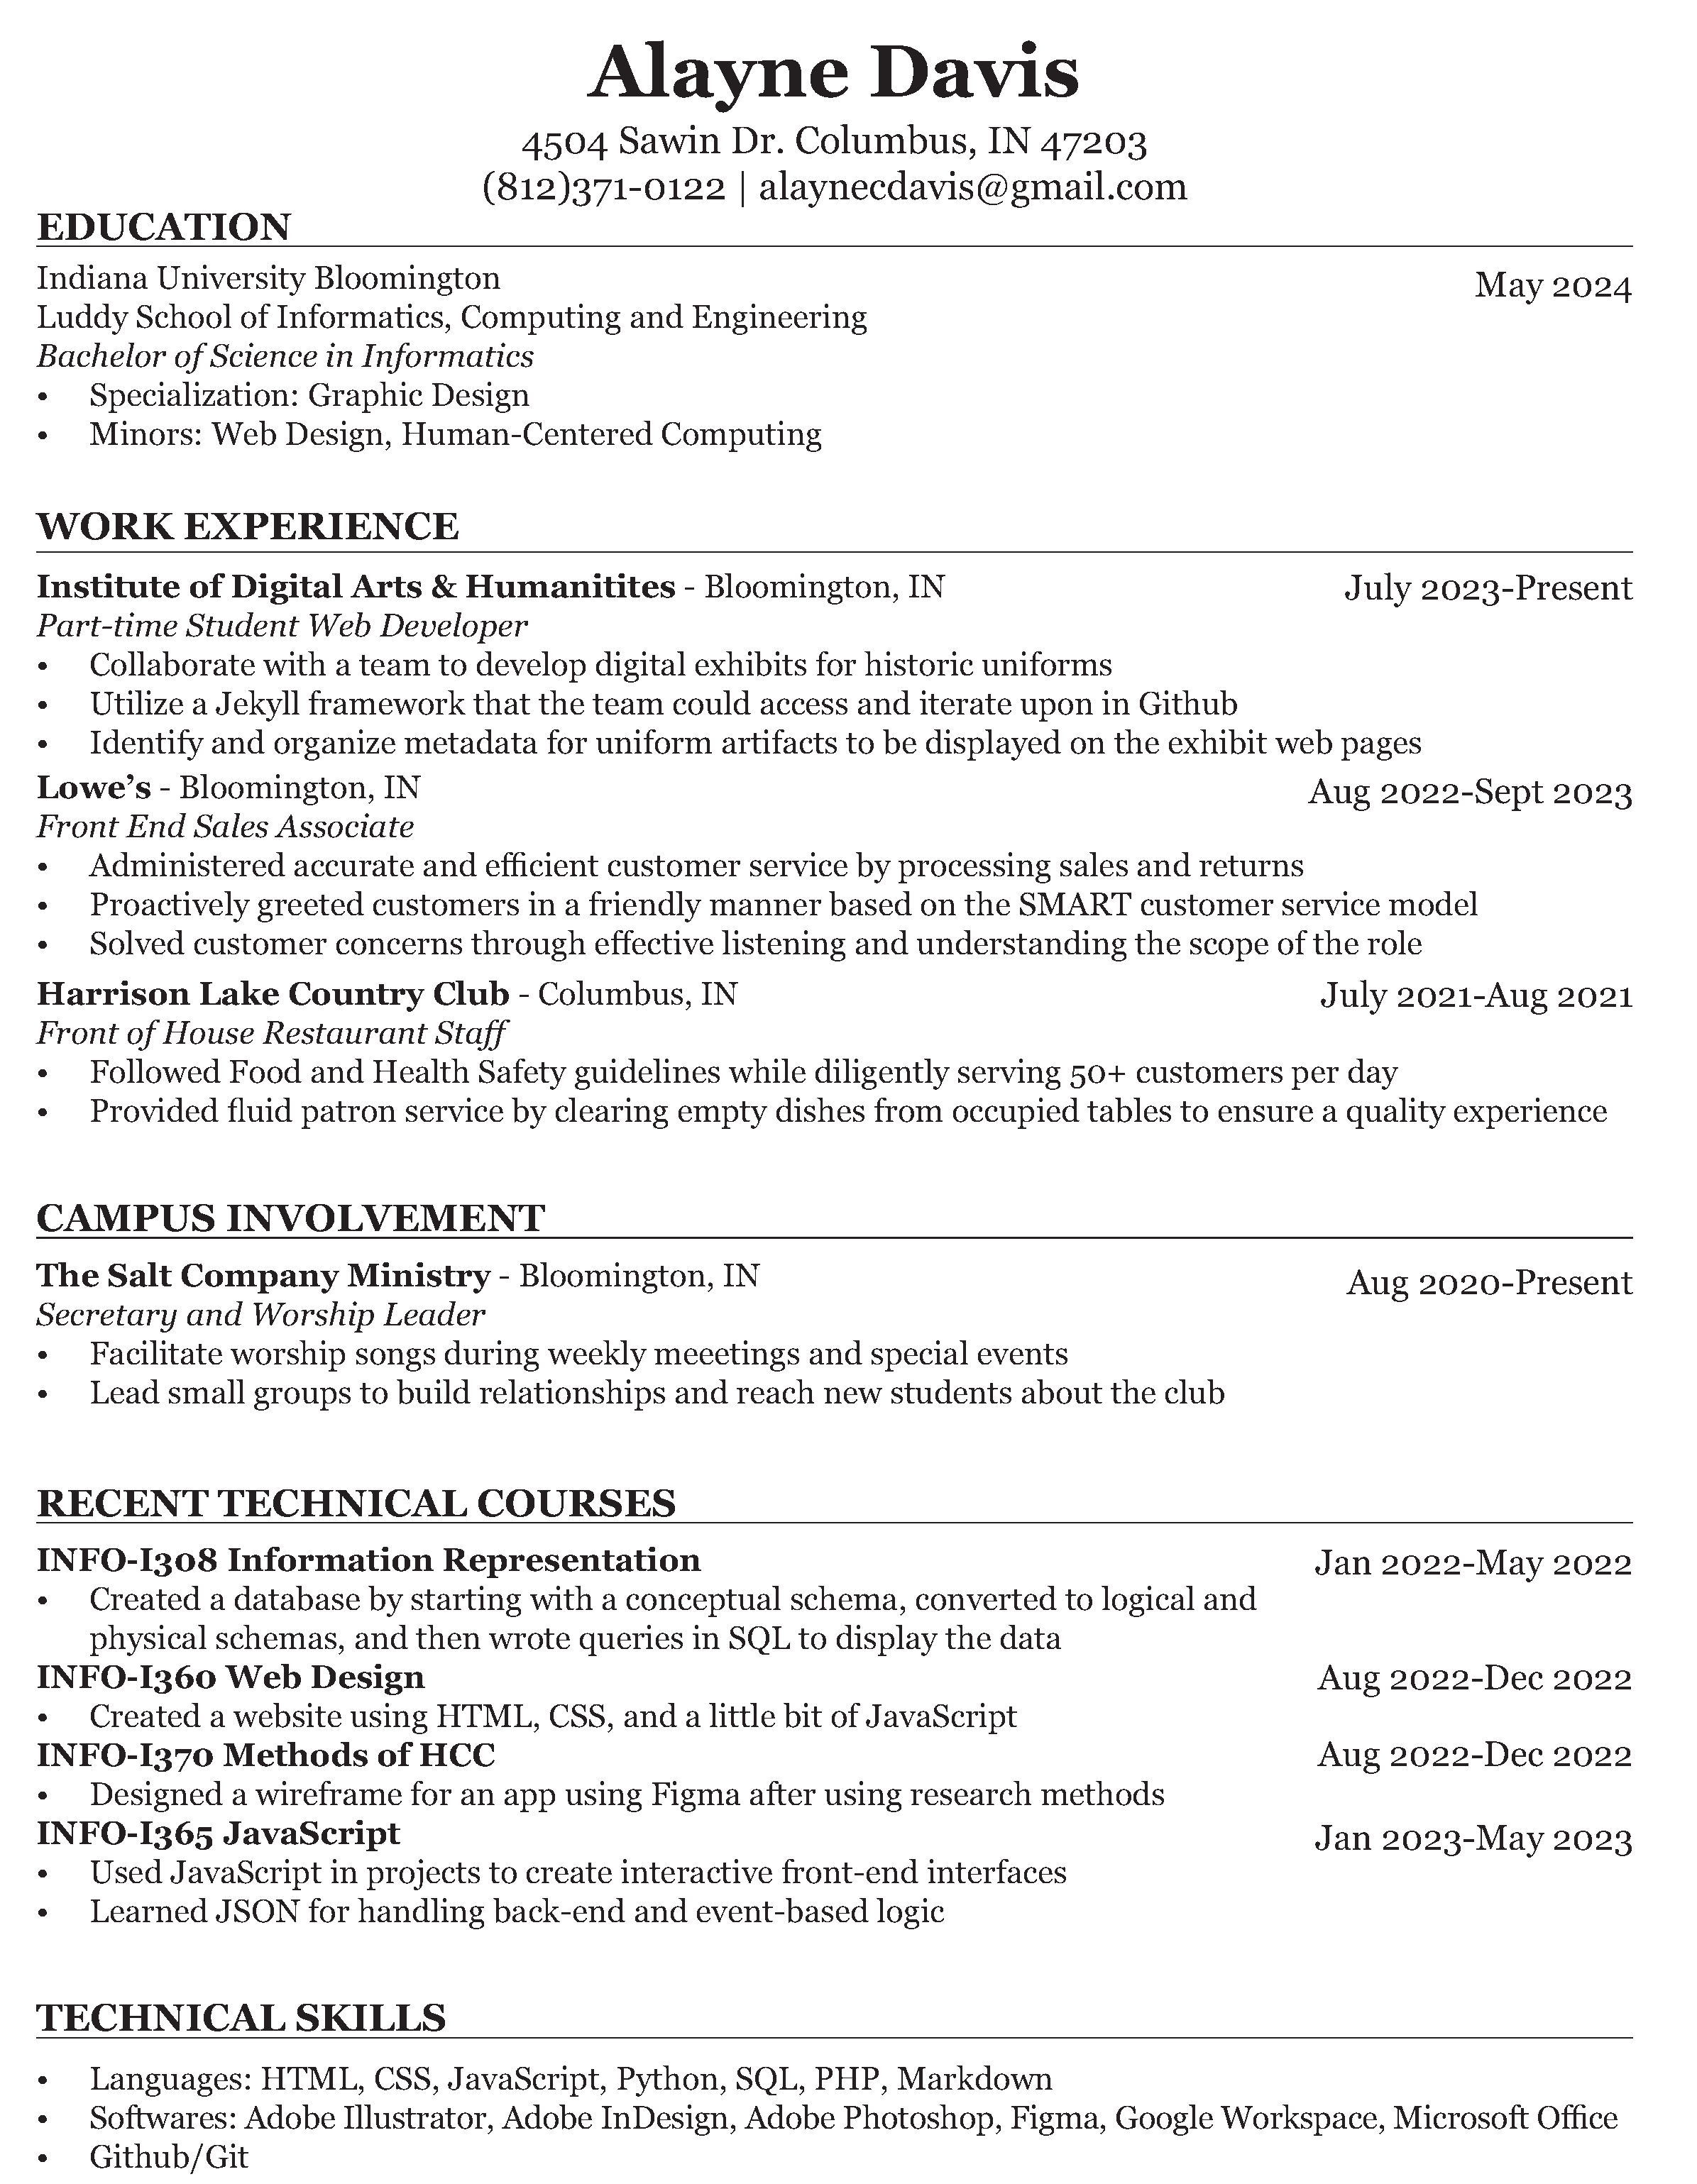 Alayne Davis
4504 Sawin Dr. Columbus, IN 47203
(812)371-0122 | alaynecdavis@gmail.com
EDUCATION
Indiana University Bloomington May 2024
Luddy School of Informatics, Computing and Engineering
Bachelor of Science in Informatics
• Specialization: Graphic Design
• Minors: Web Design, Human-Centered Computing
WORK EXPERIENCE
Institute of Digital Arts & Humanitites - Bloomington, IN July 2023-Present
Part-time Student Web Developer
• Collaborate with a team to develop digital exhibits for historic uniforms
• Utilize a Jekyll framework that the team could access and iterate upon in Github
• Identify and organize metadata for uniform artifacts to be displayed on the exhibit web pages
Lowe’s - Bloomington, IN Aug 2022-Sept 2023
Front End Sales Associate
• Administered accurate and efficient customer service by processing sales and returns
• Proactively greeted customers in a friendly manner based on the SMART customer service model
• Solved customer concerns through effective listening and understanding the scope of the role
Harrison Lake Country Club - Columbus, IN July 2021-Aug 2021
Front of House Restaurant Staff
• Followed Food and Health Safety guidelines while diligently serving 50+ customers per day
• Provided fluid patron service by clearing empty dishes from occupied tables to ensure a quality experience
CAMPUS INVOLVEMENT
The Salt Company Ministry - Bloomington, IN Aug 2020-Present
Secretary and Worship Leader
• Facilitate worship songs during weekly meeetings and special events
• Lead small groups to build relationships and reach new students about the club
RECENT TECHNICAL COURSES
INFO-I308 Information Representation Jan 2022-May 2022
• Created a database by starting with a conceptual schema, converted to logical and
physical schemas, and then wrote queries in SQL to display the data
INFO-I360 Web Design Aug 2022-Dec 2022
• Created a website using HTML, CSS, and a little bit of JavaScript
INFO-I370 Methods of HCC Aug 2022-Dec 2022
• Designed a wireframe for an app using Figma after using research methods
INFO-I365 JavaScript Jan 2023-May 2023
• Used JavaScript in projects to create interactive front-end interfaces
• Learned JSON for handling back-end and event-based logic
TECHNICAL SKILLS
• Languages: HTML, CSS, JavaScript, Python, SQL, PHP, Markdown
• Softwares: Adobe Illustrator, Adobe InDesign, Adobe Photoshop, Figma, Google Workspace, Microsoft Office
• Github/Git